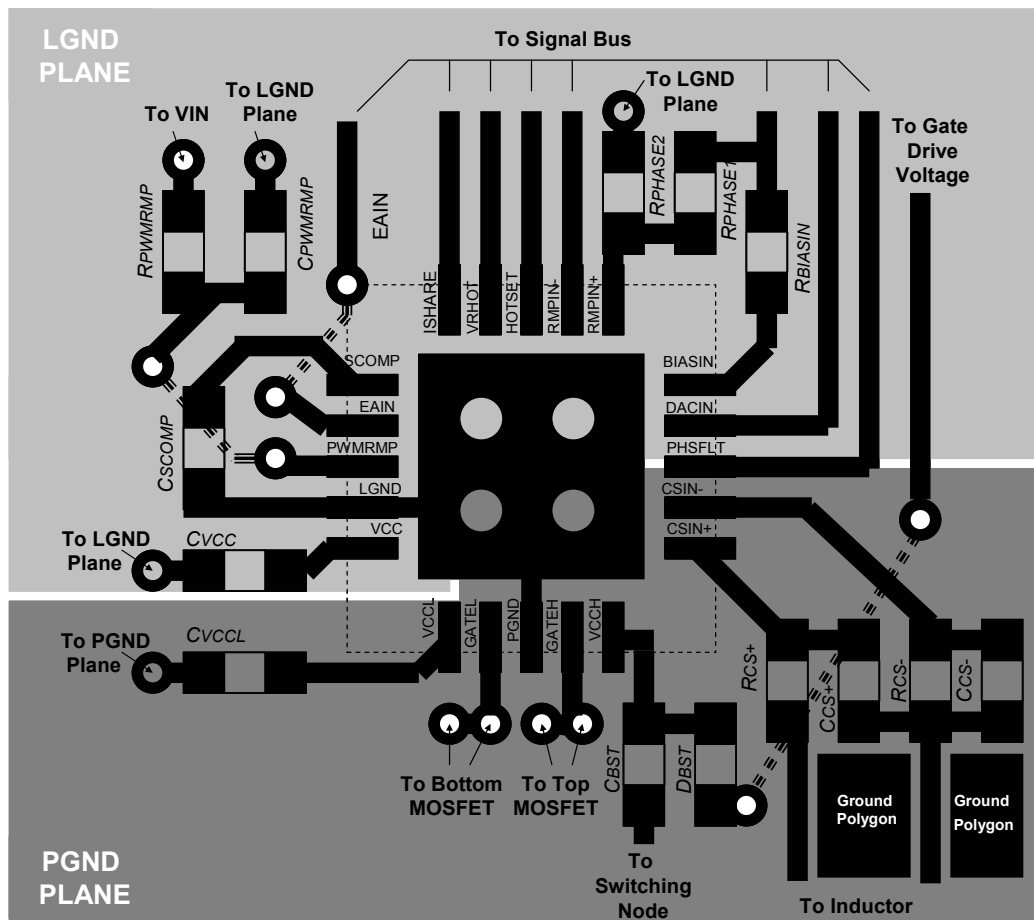 LGND
PLANE
To Signal Bus
To VIN
To LGND
Plane
To LGND
Plane
To Gate
Drive
Voltage
RPWMRMP
CPWMRMP
EAIN
RPHASE2
RPHASE1
RBIASIN
ISHARE
VRHOT
HOTSET
RMPIN-
RMPIN+
SCOMP
EAIN
PWMRMP
LGND
VCC
BIASIN
DACIN
PHSFLT
CSIN-
CSIN+
CSCOMP
To LGND
Plane
CVCC
To PGND
Plane
CVCCL
VCCL
GATEL
PGND
GATEH
VCCH
RCS+
CCS+
RCS-
CCS-
CBST
DBST
To Bottom
MOSFET
To Top
MOSFET
Ground
Polygon
Ground
Polygon
To
Switching
Node
To Inductor
PGND
PLANE